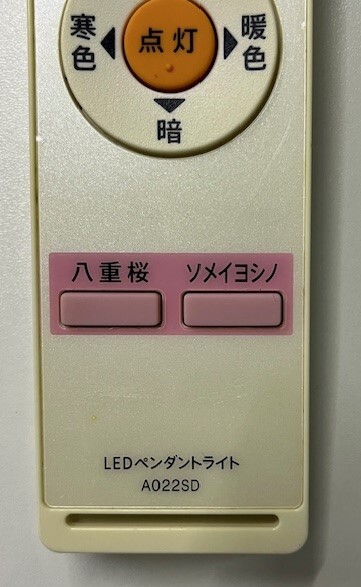 寒色
点灯
暖色
暗
八重桜
ソメイヨシノ
LEDペンダントライト
A022SD